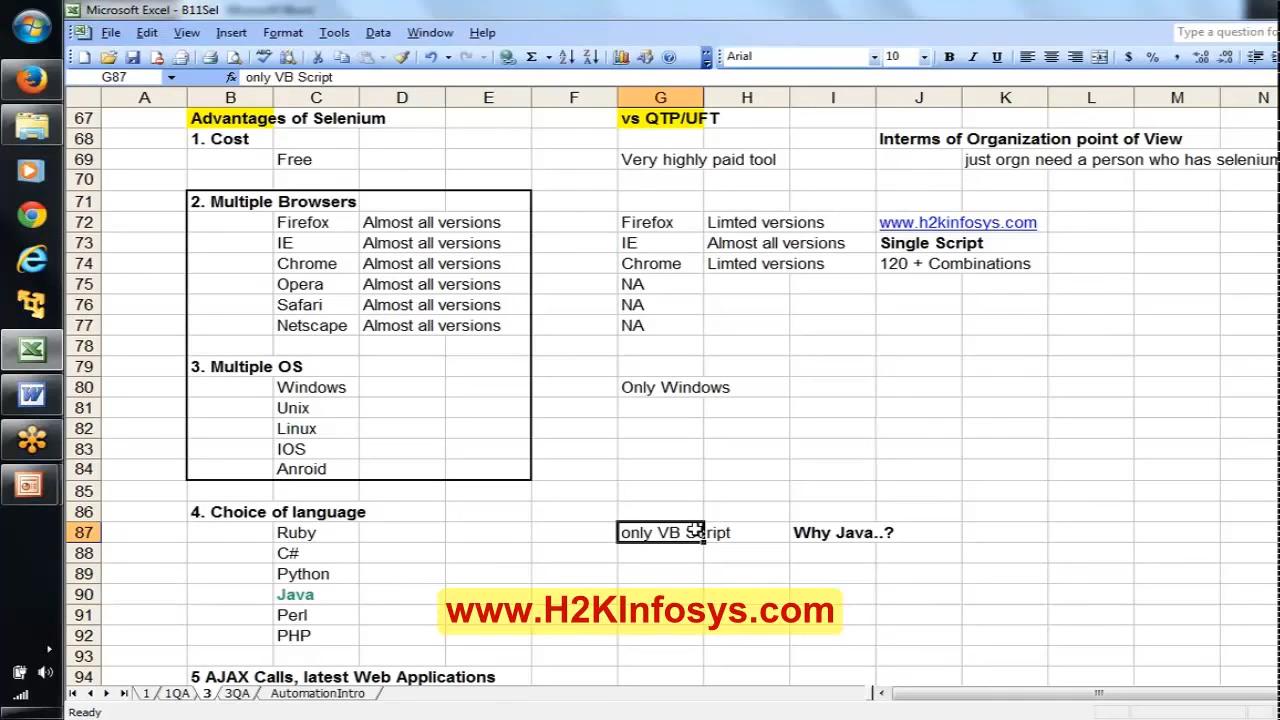 Microsoft Excel - B11Sel
File Edit View Insert Format Tools Data Window Help
Type a question fo
Arial 10 B I U $ % ,
G87 fx only VB Script
A B C D E F G H I J K L M N
67 Advantages of Selenium vs QTP/UFT
68 1. Cost Interms of Organization point of View
69 Free Very highly paid tool just orgn need a person who has selenium
70
71 2. Multiple Browsers
72 Firefox Almost all versions Firefox Limted versions www.h2kinfosys.com
73 IE Almost all versions IE Almost all versions Single Script
74 Chrome Almost all versions Chrome Limted versions 120 + Combinations
75 Opera Almost all versions NA
76 Safari Almost all versions NA
77 Netscape Almost all versions NA
78
79 3. Multiple OS
80 Windows Only Windows
81 Unix
82 Linux
83 IOS
84 Anroid
85
86 4. Choice of language
87 Ruby only VB Script Why Java..?
88 C#
89 Python
90 Java
91 Perl
www.H2KInfosys.com
92 PHP
93
94 5 AJAX Calls, latest Web Applications
1 1QA 3 3QA AutomationIntro
Ready